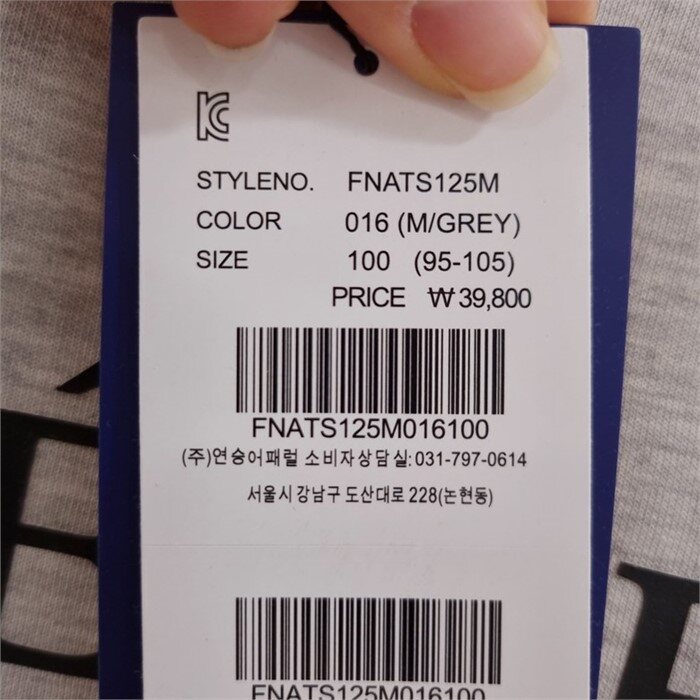 KC
STYLENO. FNATS125M
COLOR 016 (M/GREY)
SIZE 100 (95-105)
PRICE ₩39,800
FNATS125M016100
(주)연승어패럴 소비자상담실:031-797-0614
서울시 강남구 도산대로 228(논현동)
FNATS125M016100